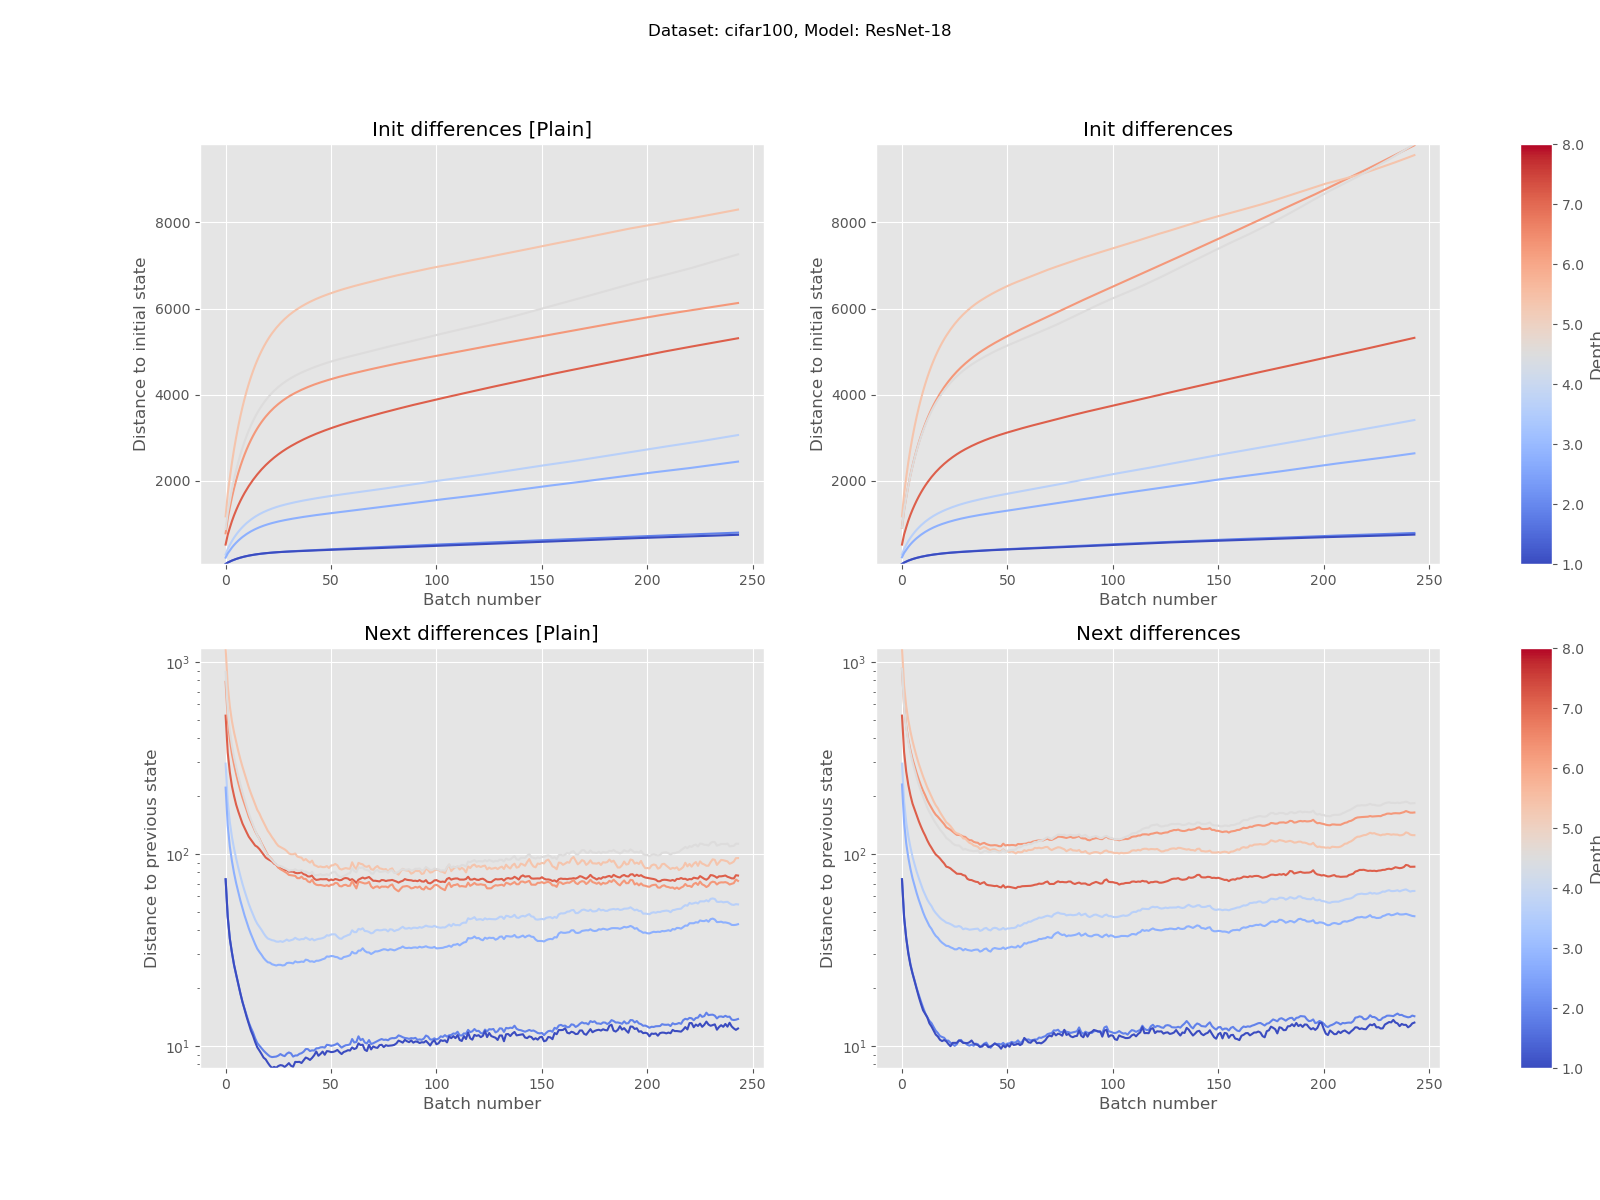 Dataset: cifar100, Model: ResNet-18
Init differences [Plain]
Init differences
Distance to initial state
8000
6000
4000
2000
0 50 100 150 200 250
Batch number
Distance to initial state
8000
6000
4000
2000
0 50 100 150 200 250
Batch number
8.0
7.0
6.0
5.0
4.0
3.0
2.0
1.0
Depth
Next differences [Plain]
Next differences
Distance to previous state
10³
10²
10¹
0 50 100 150 200 250
Batch number
Distance to previous state
10³
10²
10¹
0 50 100 150 200 250
Batch number
8.0
7.0
6.0
5.0
4.0
3.0
2.0
1.0
Depth